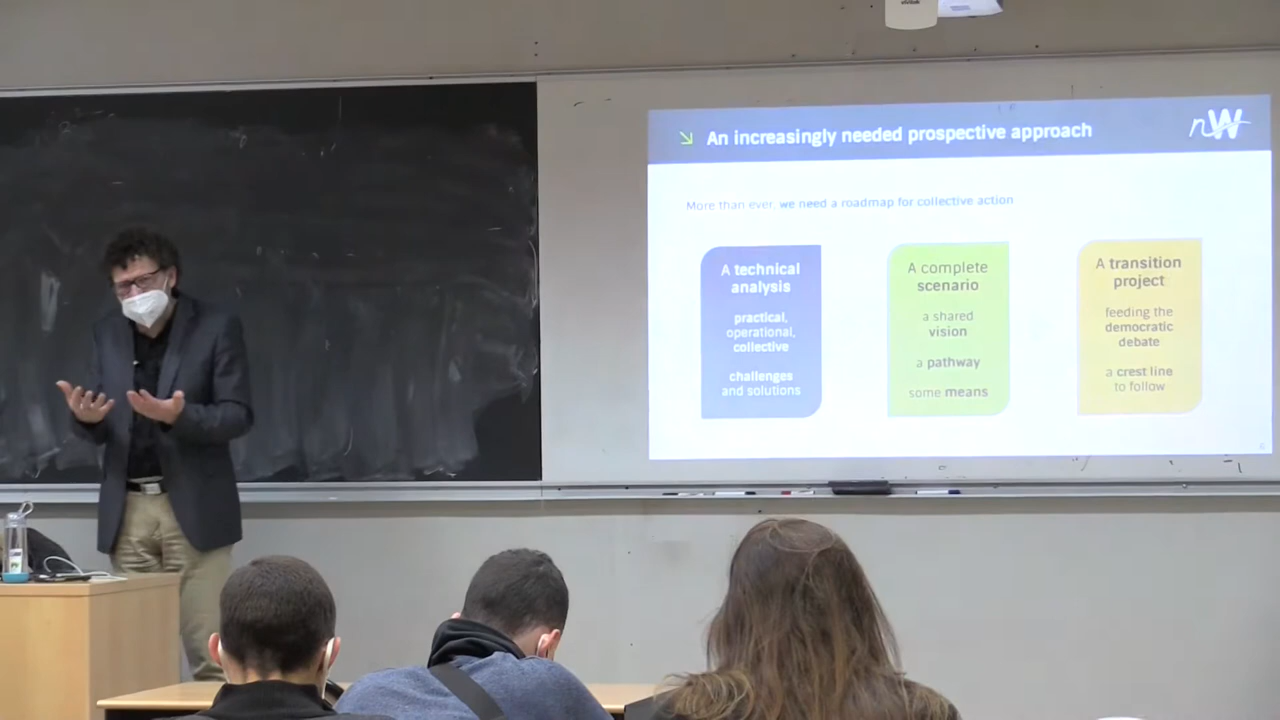 An increasingly needed prospective approach
nW
More than ever, we need a roadmap for collective action
A technical
analysis
practical,
operational,
collective
challenges
and solutions
A complete
scenario
a shared
vision
a pathway
some means
A transition
project
feeding the
democratic
debate
a crest line
to follow